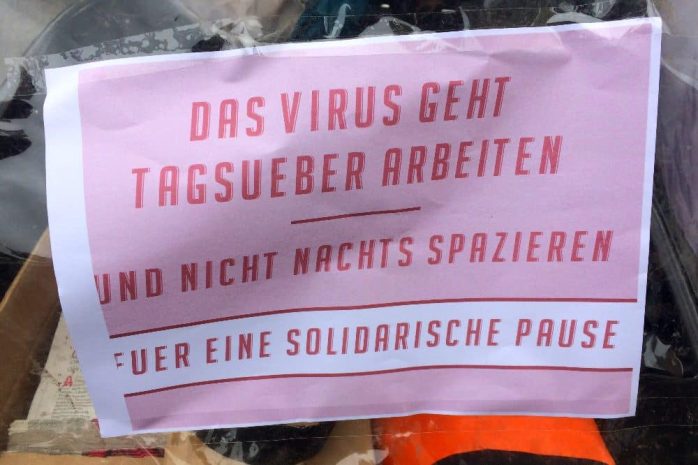 DAS VIRUS GEHT
TAGSUEBER ARBEITEN
UND NICHT NACHTS SPAZIEREN
FUER EINE SOLIDARISCHE PAUSE